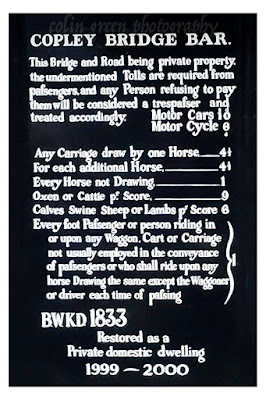 colin green photography
COPLEY BRIDGE BAR.
This Bridge and Road being private property.
the undermentioned Tolls are required from
paſsengers, and any Person refusing to pay
them will be considered a trespaſser and
treated accordingly. Motor Cars 10
Motor Cycle 6
Any Carriage draw by one Horse 4½
For each additional Horse, 4½
Every Horse not Drawing, 1
Oxen or Cattle pr Score, 9
Calves Swine Sheep or Lambs pr Score 6
Every foot Paſsenger or person riding in
or upon any Waggon, Cart or Carriage
not usually employed in the conveyance
of paſsengers or who shall ride upon any
horse Drawing the same except the Waggoner
or driver each time of paſsing
BWKD 1833
Restored as a
Private domestic dwelling
1999 — 2000